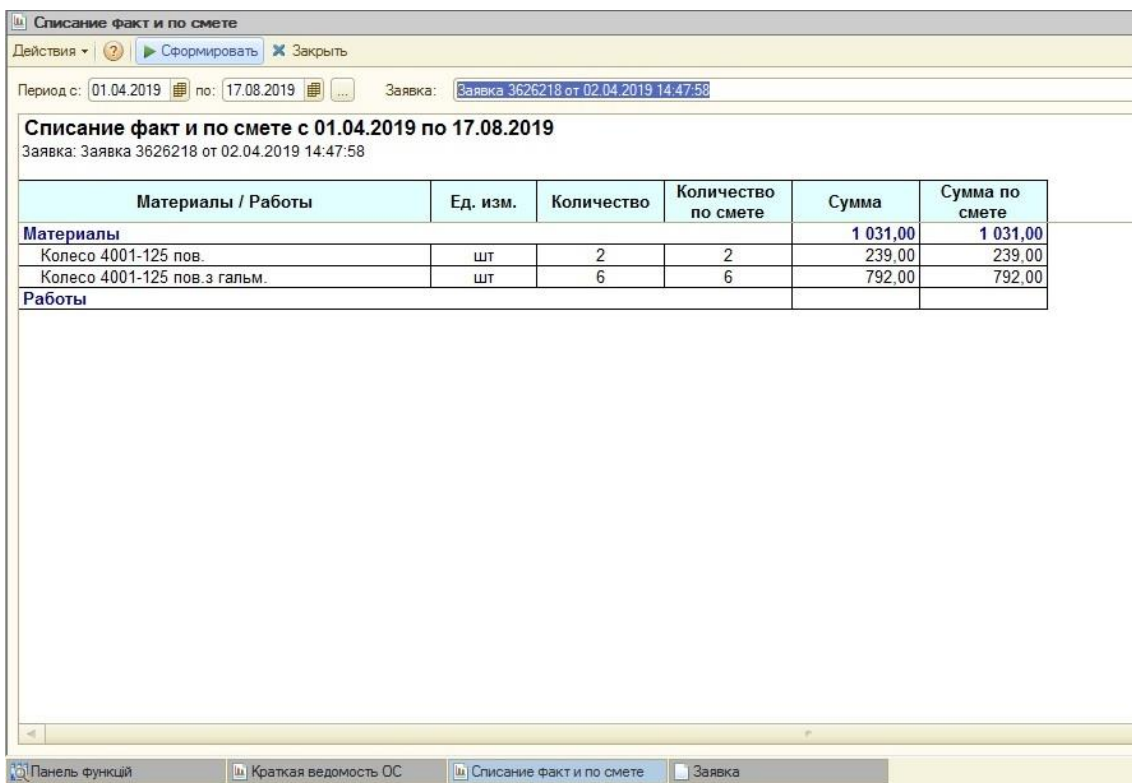 Списание факт и по смете
Действия ? Сформировать Закрыть
Период с: 01.04.2019 по: 17.08.2019 ... Заявка: Заявка 3626218 от 02.04.2019 14:47:58
Списание факт и по смете с 01.04.2019 по 17.08.2019
Заявка: Заявка 3626218 от 02.04.2019 14:47:58
Материалы / Работы Ед. изм. Количество Количество по смете Сумма Сумма по смете
Материалы 1 031,00 1 031,00
Колесо 4001-125 пов. шт 2 2 239,00 239,00
Колесо 4001-125 пов.з гальм. шт 6 6 792,00 792,00
Работы
Панель функцій Краткая ведомость ОС Списание факт и по смете Заявка